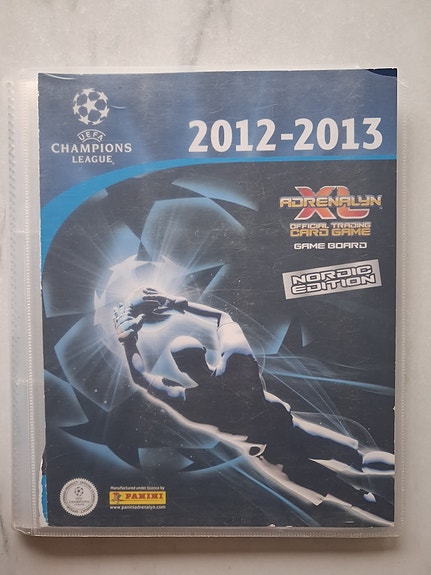 UEFA
CHAMPIONS
LEAGUE®
2012-2013
ADRENALYN
XL
OFFICIAL TRADING
CARD GAME
GAME BOARD
NORDIC
EDITION
Manufactured under licence by
PANINI
www.paniniadrenalyn.com